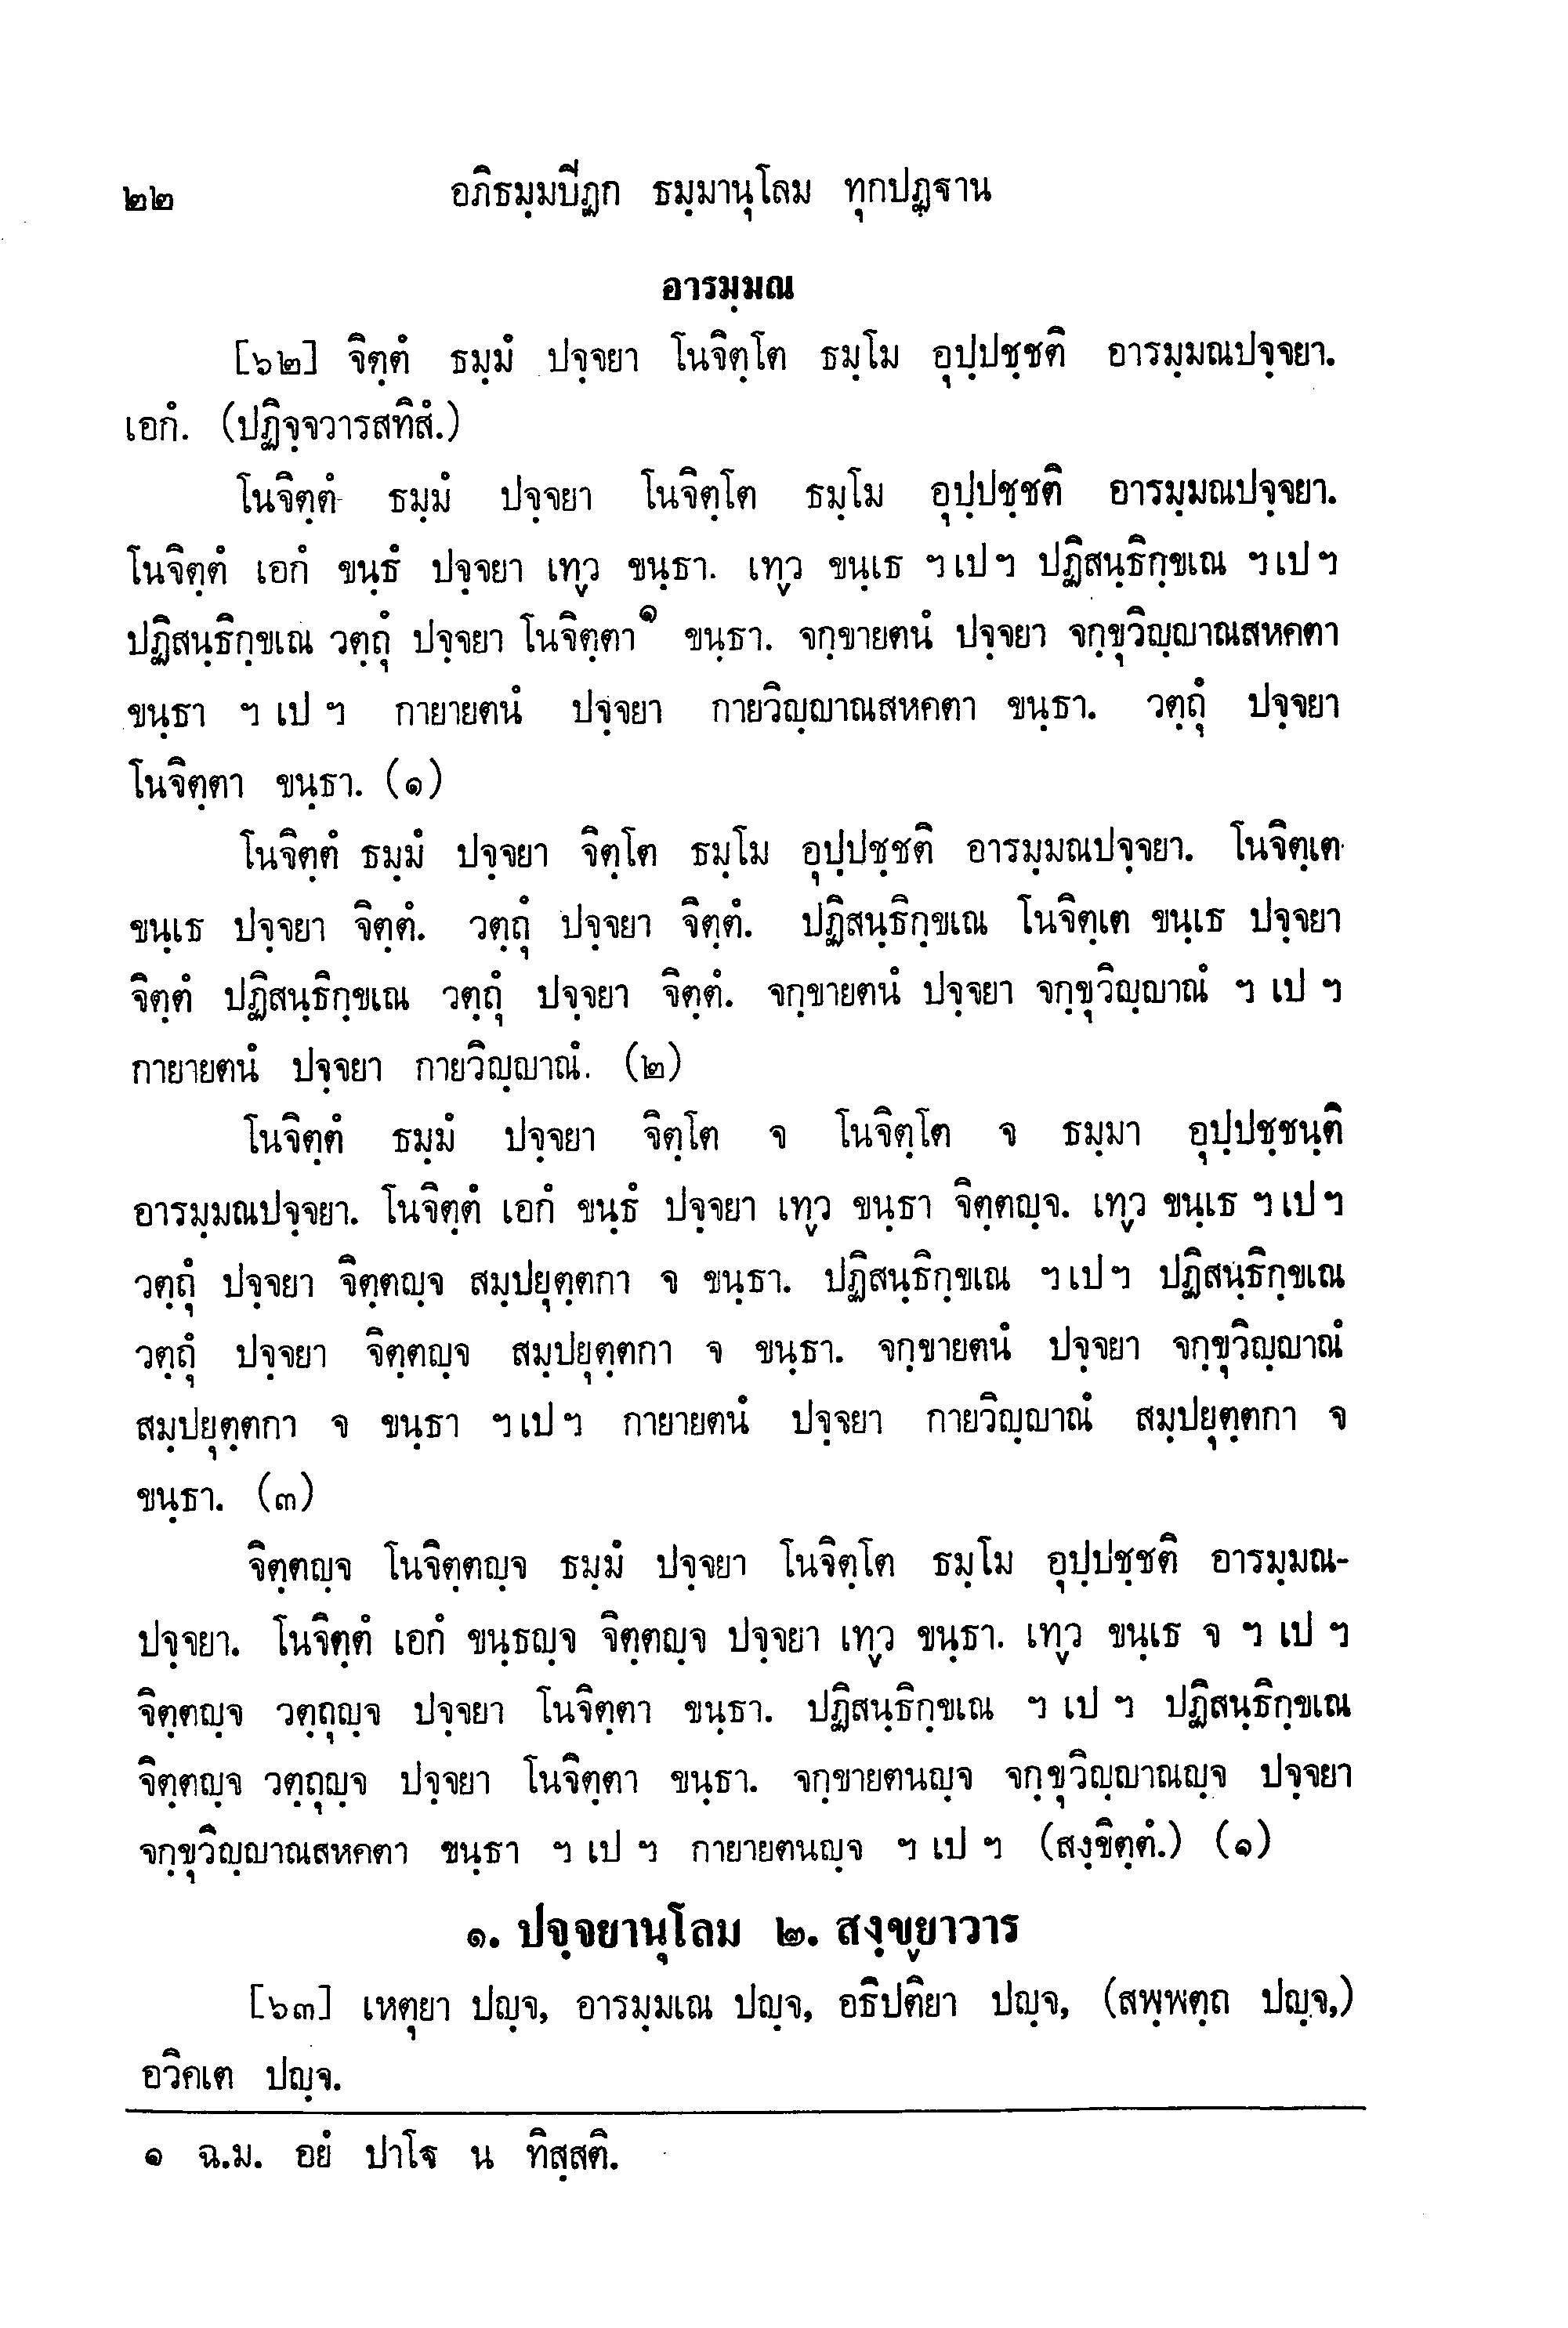 ๒๒ อภิธมฺมปิฏก ธมฺมานุโลม ทุกปฏฺฐาน
อารมฺมณ
[๖๒] จิตฺตํ ธมฺมํ ปจฺจยา โนจิตฺโต ธมฺโม อุปฺปชฺชติ อารมฺมณปจฺจยา.
เอกํ. (ปฏิจฺจวารสทิสํ.)
โนจิตฺตํ ธมฺมํ ปจฺจยา โนจิตฺโต ธมฺโม อุปฺปชฺชติ อารมฺมณปจฺจยา.
โนจิตฺตํ เอกํ ขนฺธํ ปจฺจยา เทฺว ขนฺธา. เทฺว ขนฺเธ ฯ เป ฯ ปฏิสนฺธิกฺขเณ ฯ เป ฯ
ปฏิสนฺธิกฺขเณ วตฺถุํ ปจฺจยา โนจิตฺตา๑ ขนฺธา. จกฺขายตนํ ปจฺจยา จกฺขุวิญฺญาณสหคตา
ขนฺธา ฯ เป ฯ กายายตนํ ปจฺจยา กายวิญฺญาณสหคตา ขนฺธา. วตฺถุํ ปจฺจยา
โนจิตฺตา ขนฺธา. (๑)
โนจิตฺตํ ธมฺมํ ปจฺจยา จิตฺโต ธมฺโม อุปฺปชฺชติ อารมฺมณปจฺจยา. โนจิตฺเต
ขนฺเธ ปจฺจยา จิตฺตํ. วตฺถุํ ปจฺจยา จิตฺตํ. ปฏิสนฺธิกฺขเณ โนจิตฺเต ขนฺเธ ปจฺจยา
จิตฺตํ ปฏิสนฺธิกฺขเณ วตฺถุํ ปจฺจยา จิตฺตํ. จกฺขายตนํ ปจฺจยา จกฺขุวิญฺญาณํ ฯ เป ฯ
กายายตนํ ปจฺจยา กายวิญฺญาณํ. (๒)
โนจิตฺตํ ธมฺมํ ปจฺจยา จิตฺโต จ โนจิตฺโต จ ธมฺมา อุปฺปชฺชนฺติ
อารมฺมณปจฺจยา. โนจิตฺตํ เอกํ ขนฺธํ ปจฺจยา เทฺว ขนฺธา จิตฺตญฺจ. เทฺว ขนฺเธ ฯ เป ฯ
วตฺถุํ ปจฺจยา จิตฺตญฺจ สมฺปยุตฺตกา จ ขนฺธา. ปฏิสนฺธิกฺขเณ ฯ เป ฯ ปฏิสนฺธิกฺขเณ
วตฺถุํ ปจฺจยา จิตฺตญฺจ สมฺปยุตฺตกา จ ขนฺธา. จกฺขายตนํ ปจฺจยา จกฺขุวิญฺญาณํ
สมฺปยุตฺตกา จ ขนฺธา ฯ เป ฯ กายายตนํ ปจฺจยา กายวิญฺญาณํ สมฺปยุตฺตกา จ
ขนฺธา. (๓)
จิตฺตญฺจ โนจิตฺตญฺจ ธมฺมํ ปจฺจยา โนจิตฺโต ธมฺโม อุปฺปชฺชติ อารมฺมณ-
ปจฺจยา. โนจิตฺตํ เอกํ ขนฺธญฺจ จิตฺตญฺจ ปจฺจยา เทฺว ขนฺธา. เทฺว ขนฺเธ จ ฯ เป ฯ
จิตฺตญฺจ วตฺถุญฺจ ปจฺจยา โนจิตฺตา ขนฺธา. ปฏิสนฺธิกฺขเณ ฯ เป ฯ ปฏิสนฺธิกฺขเณ
จิตฺตญฺจ วตฺถุญฺจ ปจฺจยา โนจิตฺตา ขนฺธา. จกฺขายตนญฺจ จกฺขุวิญฺญาณญฺจ ปจฺจยา
จกฺขุวิญฺญาณสหคตา ขนฺธา ฯ เป ฯ กายายตนญฺจ ฯ เป ฯ (สงฺขิตฺตํ.) (๑)
๑. ปจฺจยานุโลม ๒. สงฺขฺยาวาร
[๖๓] เหตุยา ปญฺจ, อารมฺมเณ ปญฺจ, อธิปติยา ปญฺจ, (สพฺพตฺถ ปญฺจ,)
อวิคเต ปญฺจ.
๑ ฉ.ม. อยํ ปาโฐ น ทิสฺสติ.